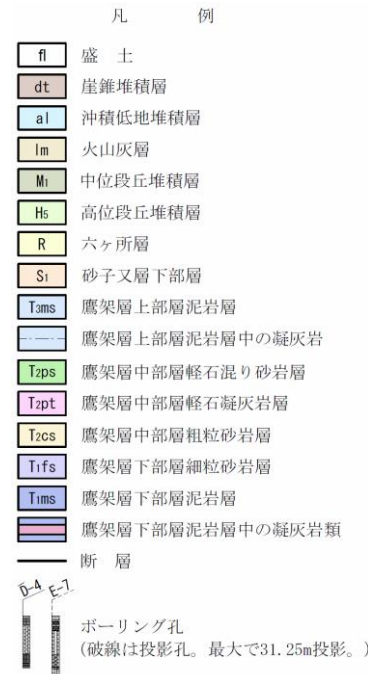 凡 例
fl 盛 土
dt 崖錐堆積層
al 沖積低地堆積層
lm 火山灰層
M1 中位段丘堆積層
H5 高位段丘堆積層
R 六ヶ所層
S1 砂子又層下部層
T3ms 鷹架層上部層泥岩層
鷹架層上部層泥岩層中の凝灰岩
T2ps 鷹架層中部層軽石混り砂岩層
T2pt 鷹架層中部層軽石凝灰岩層
T2cs 鷹架層中部層粗粒砂岩層
T1fs 鷹架層下部層細粒砂岩層
T1ms 鷹架層下部層泥岩層
鷹架層下部層泥岩層中の凝灰岩類
断 層
D-4 E-7
ボーリング孔
(破線は投影孔。最大で31.25m投影。)